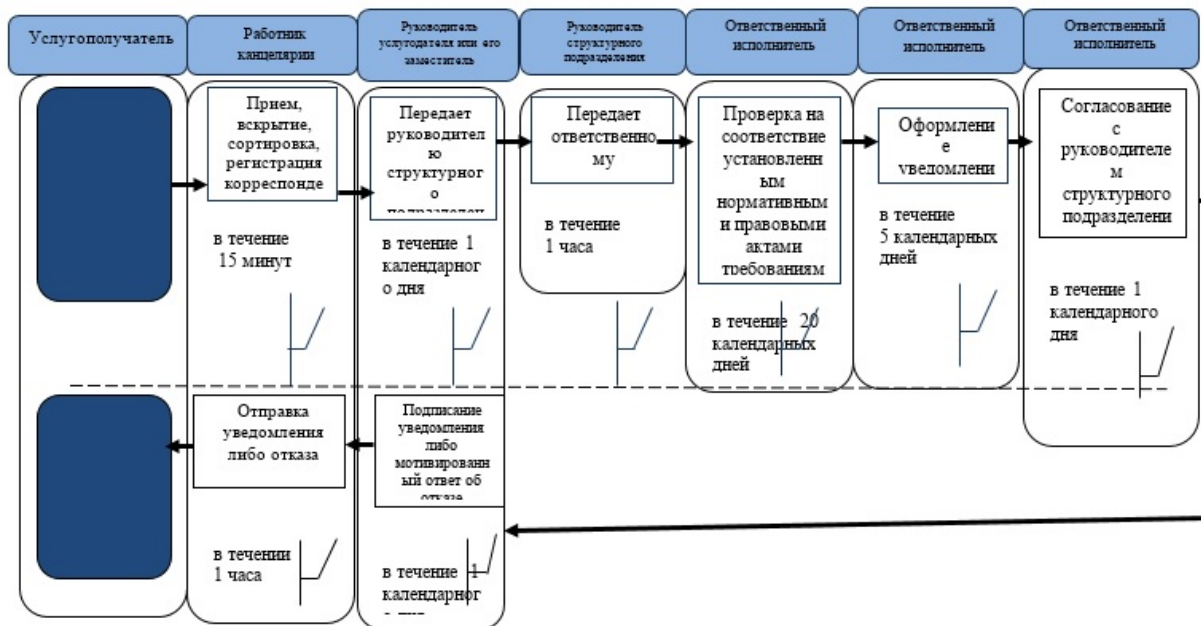 Услугополучатель
Работник
канцелярии
Руководитель
услугодателя или его
заместитель
Руководитель
структурного
подразделения
Ответственный
исполнитель
Ответственный
исполнитель
Ответственный
исполнитель
Прием,
вскрытие,
сортировка,
регистрация
корреспонде
в течение
15 минут
Передает
руководител
ю
структурног
о
в течение 1
календарног
о дня
Передает
ответственно
му
в течение
1 часа
Проверка на
соответствие
установленн
ым
нормативным
и правовыми
актами
требованиям
в течение 20
календарных
дней
Оформлени
е
уведомлени
в течение
5 календарных
дней
Согласование
с
руководителе
м
структурного
подразделени
в течение 1
календарного
дня
Отправка
уведомления
либо отказа
в течении
1 часа
Подписание
уведомления
либо
мотивированн
ый ответ об
отказе
в течение 1
календарног